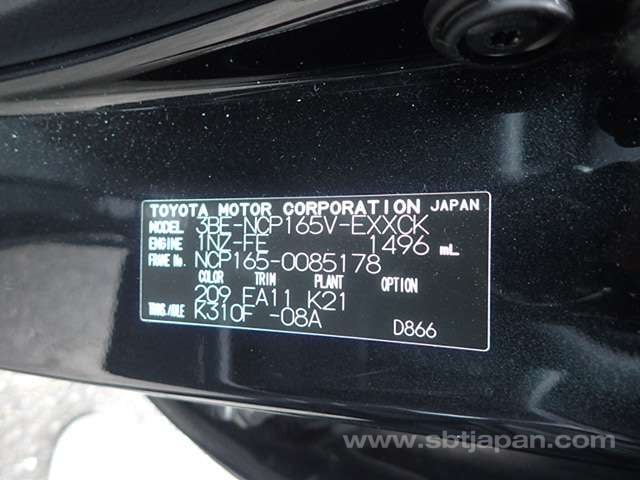 TOYOTA MOTOR CORPORATION JAPAN
MODEL 3BE-NCP165V-EXXCK
ENGINE 1NZ-FE 1496 mL
FRAME No. NCP165-0085178
COLOR TRIM PLANT OPTION
209 FA11 K21
TRANS./AXLE K310F -08A
D866
www.sbtjapan.com